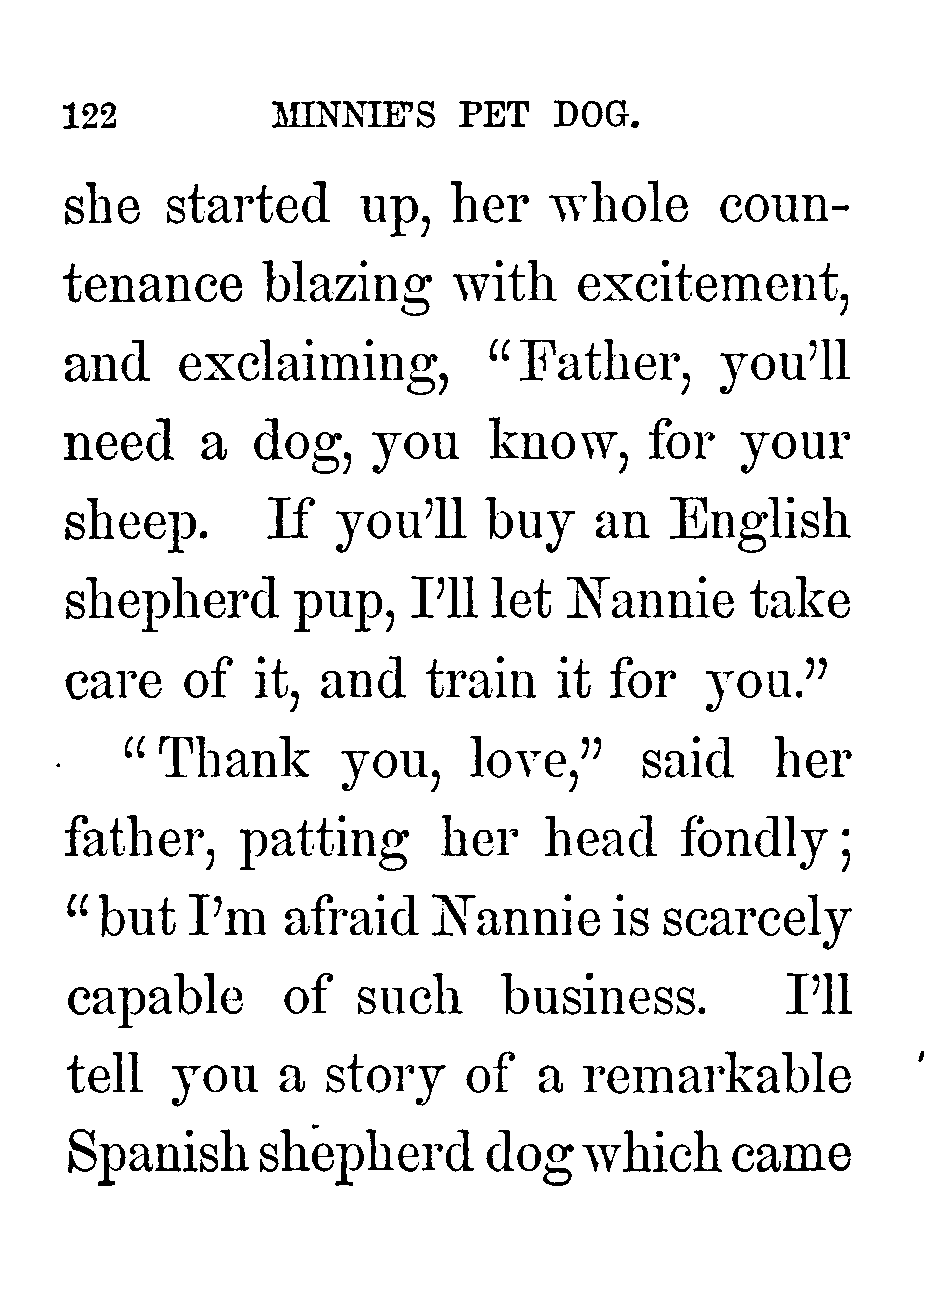 122 MINNIE'S PET DOG.
she started up, her whole coun-
tenance blazing with excitement,
and exclaiming, "Father, you'll
need a dog, you know, for your
sheep. If you'll buy an English
shepherd pup, I'll let Nannie take
care of it, and train it for you."
"Thank you, love," said her
father, patting her head fondly;
"but I'm afraid Nannie is scarcely
capable of such business. I'll
tell you a story of a remarkable
Spanish shepherd dog which came